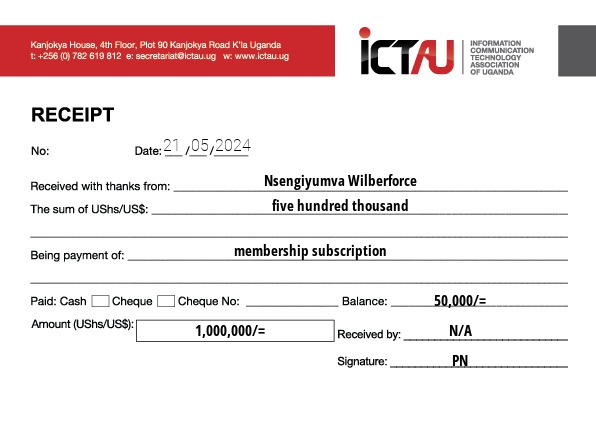 Kanjokya House, 4th Floor, Plot 90 Kanjokya Road K'la Uganda
t: +256 (0) 782 619 812 e: secretariat@ictau.ug w: www.ictau.ug
ICTAU
INFORMATION
COMMUNICATION
TECHNOLOGY
ASSOCIATION
OF UGANDA
RECEIPT
No: Date: 21 /05/2024
Received with thanks from: Nsengiyumva Wilberforce
The sum of UShs/US$: five hundred thousand
Being payment of: membership subscription
Paid: Cash Cheque Cheque No: Balance: 50,000/=
Amount (UShs/US$): 1,000,000/= Received by: N/A
Signature: PN